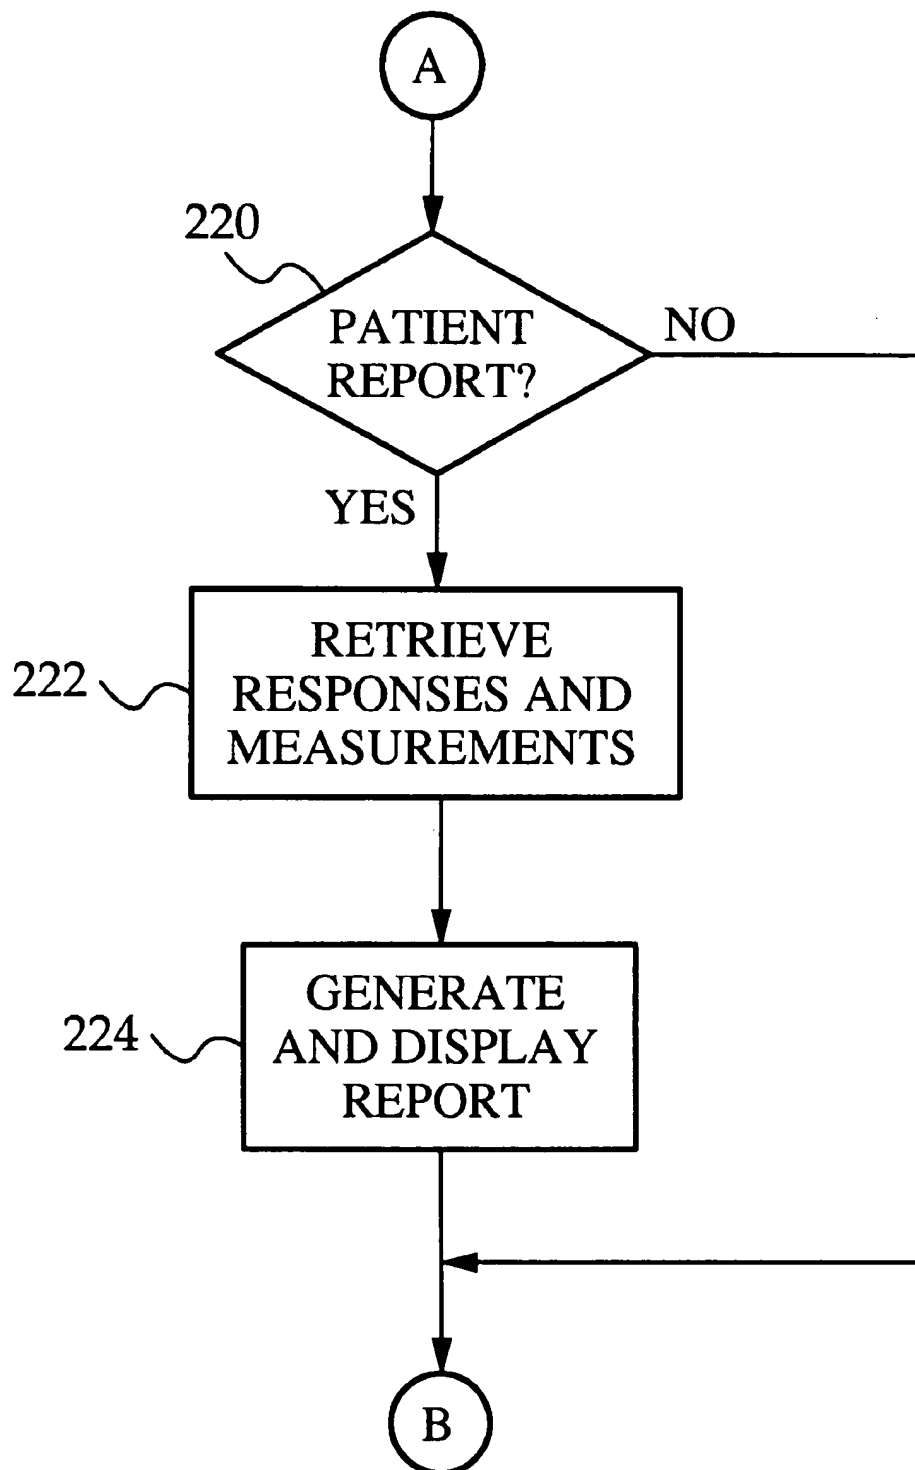 A
220
PATIENT
REPORT?
NO
YES
222
RETRIEVE
RESPONSES AND
MEASUREMENTS
224
GENERATE
AND DISPLAY
REPORT
B